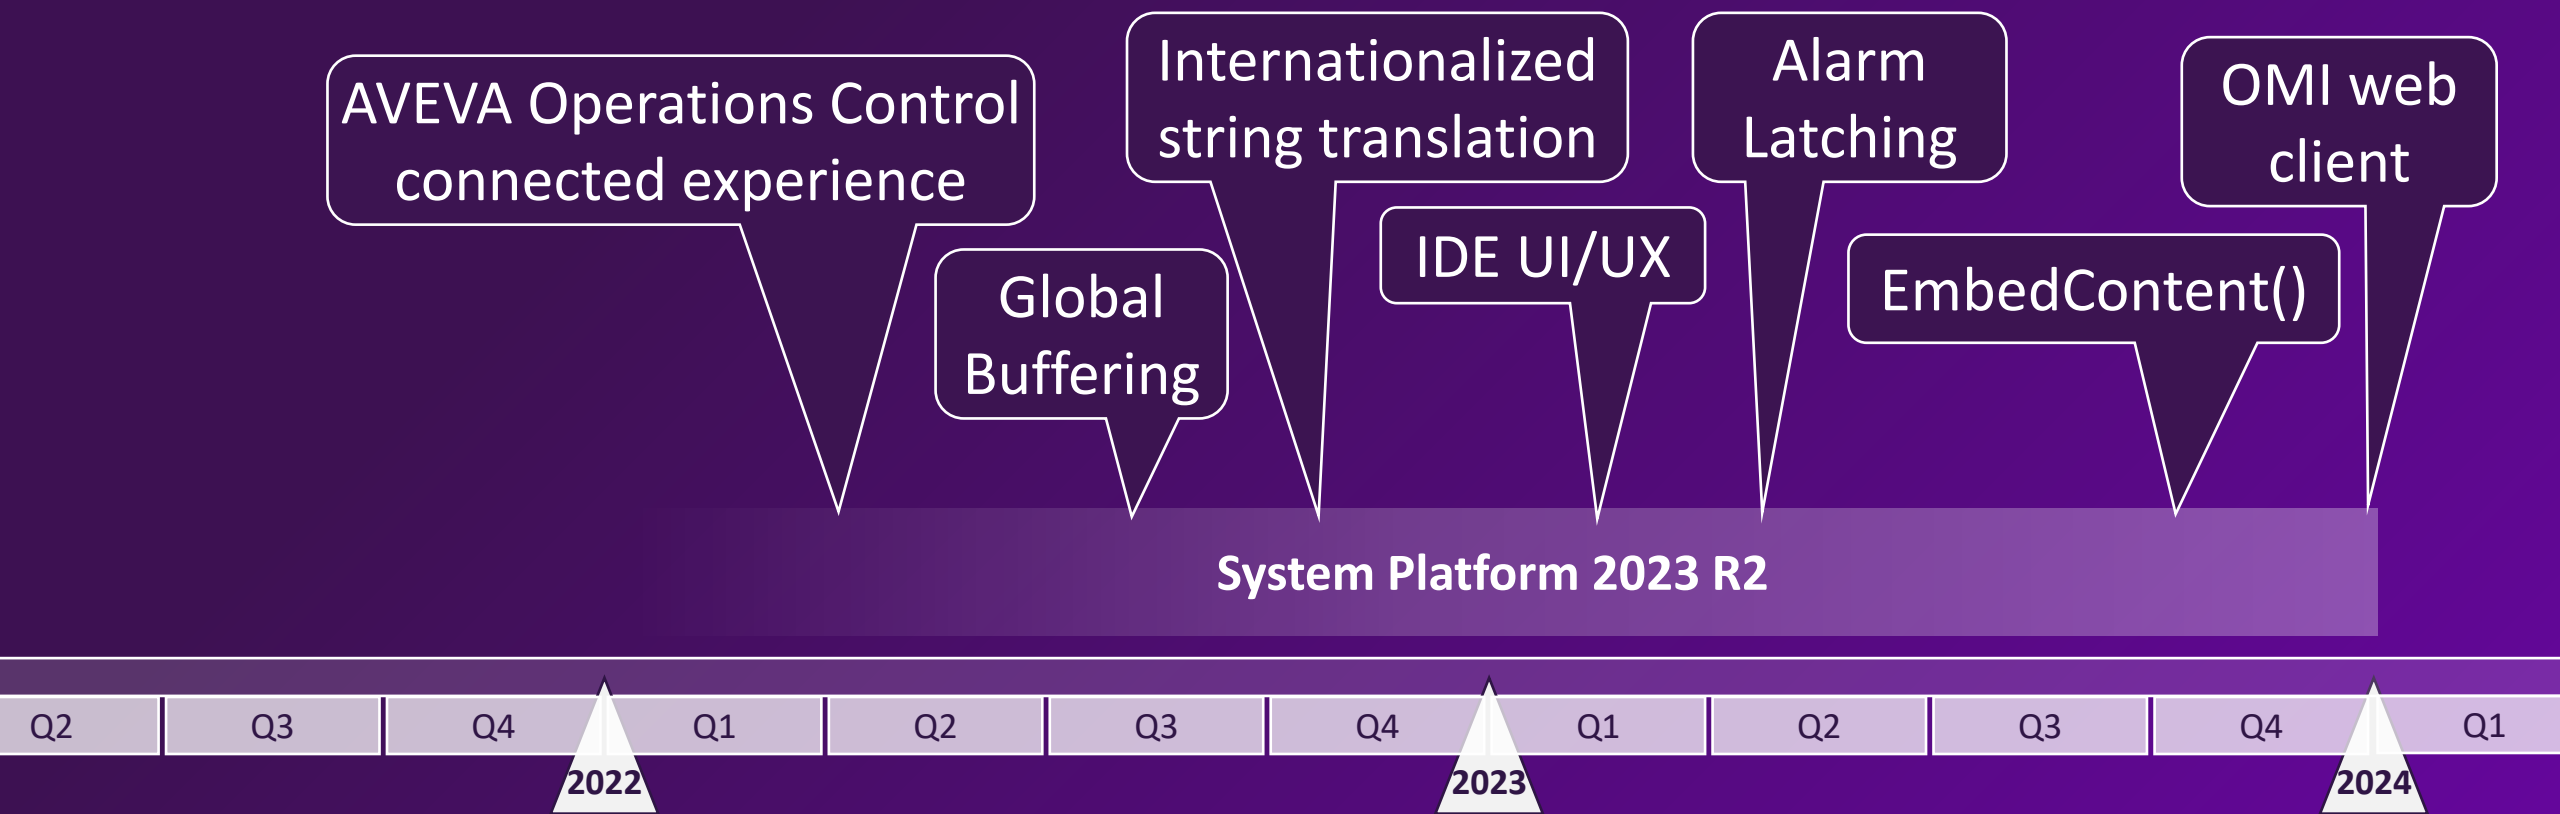 AVEVA Operations Control
connected experience
Global
Buffering
Internationalized
string translation
IDE UI/UX
Alarm
Latching
EmbedContent()
OMI web
client
System Platform 2023 R2
Q2
Q3
Q4
Q1
Q2
Q3
Q4
Q1
Q2
Q3
Q4
Q1
2022
2023
2024